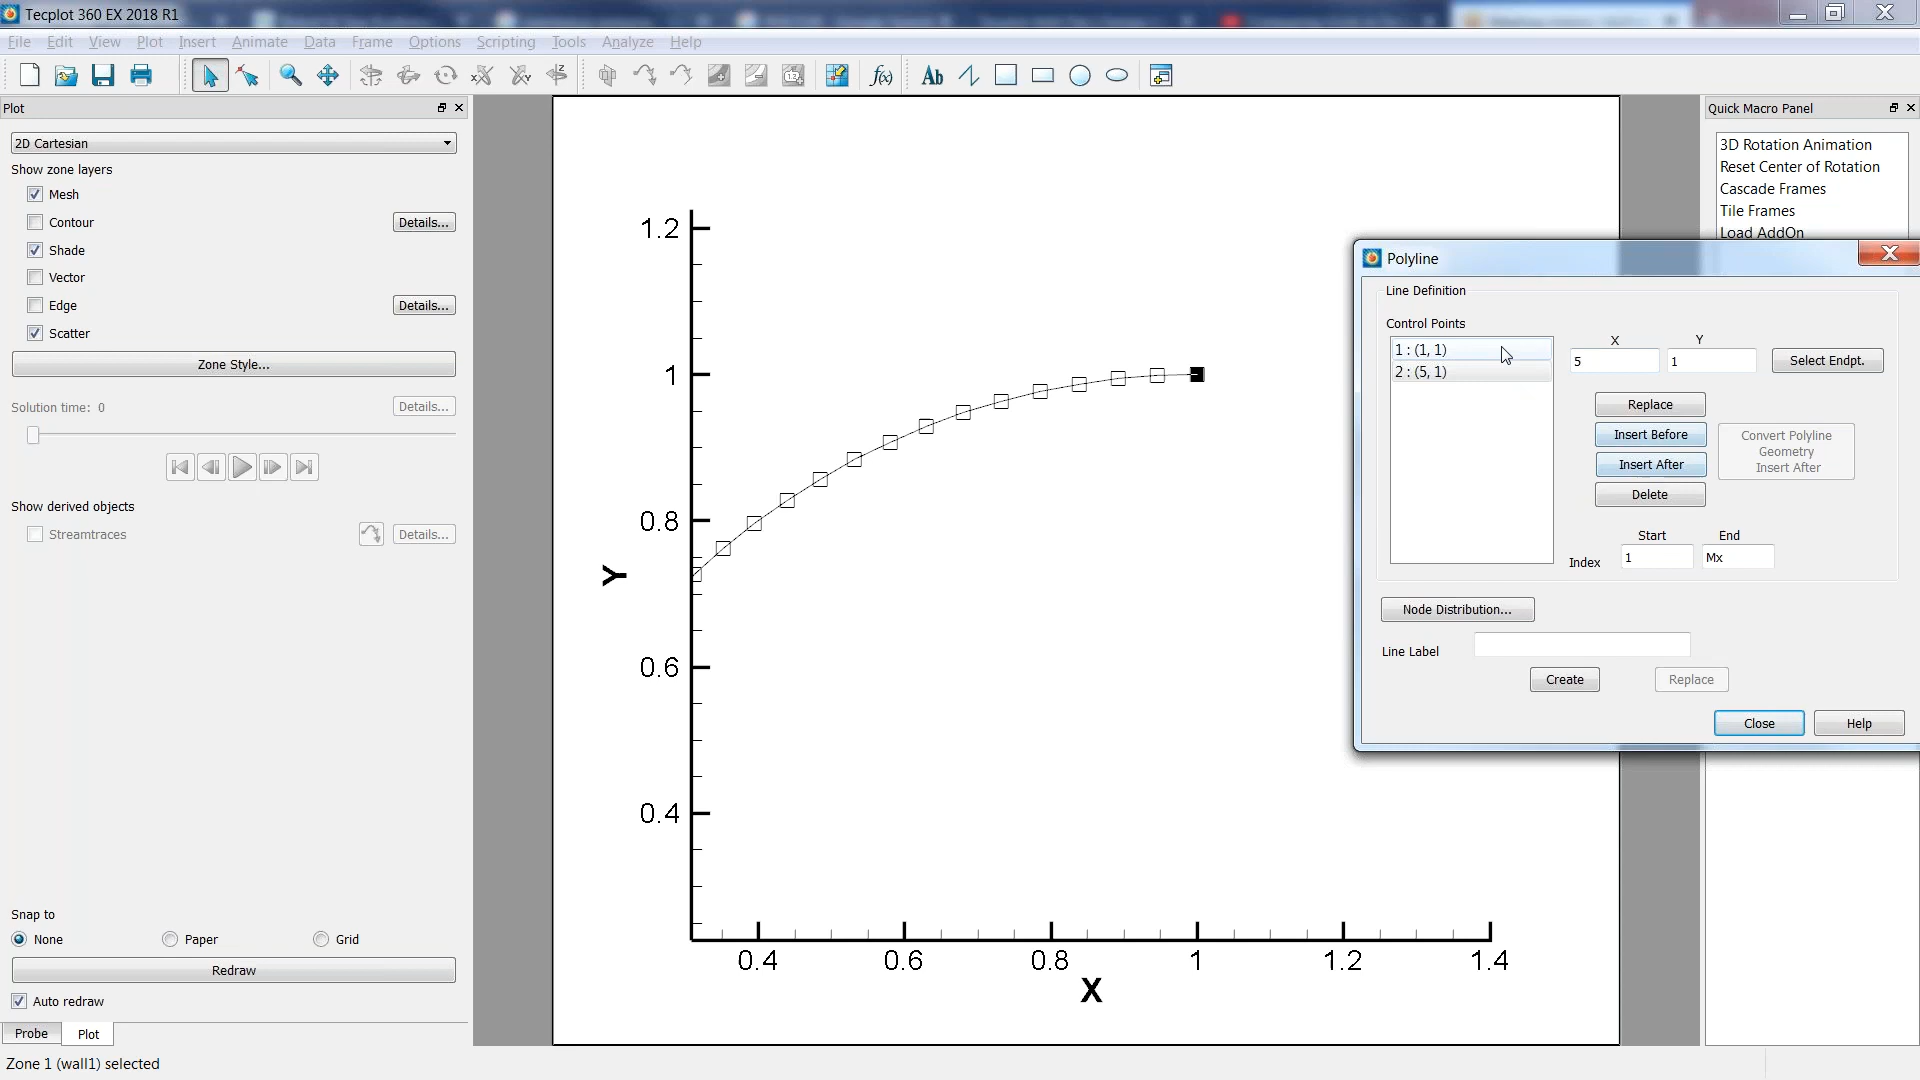 Tecplot 360 EX 2018 R1
File Edit View Plot Insert Animate Data Frame Options Scripting Tools Analyze Help
Ab
f(x)
Plot
2D Cartesian
Show zone layers
Mesh
Contour Details...
Shade
Vector
Edge Details...
Scatter
Zone Style...
Solution time: 0 Details...
Show derived objects
Streamtraces Details...
Snap to
None Paper Grid
Redraw
Auto redraw
Probe Plot
Zone 1 (wall1) selected
1.2
1
0.8
0.6
0.4
Y
0.4 0.6 0.8 1 1.2 1.4
X
Quick Macro Panel
3D Rotation Animation
Reset Center of Rotation
Cascade Frames
Tile Frames
Load AddOn
Polyline
Line Definition
Control Points
1 : (1, 1)
2 : (5, 1)
X Y
5 1 Select Endpt.
Replace
Insert Before
Insert After
Delete
Convert Polyline
Geometry
Insert After
Start End
Index 1 Mx
Node Distribution...
Line Label
Create Replace
Close Help